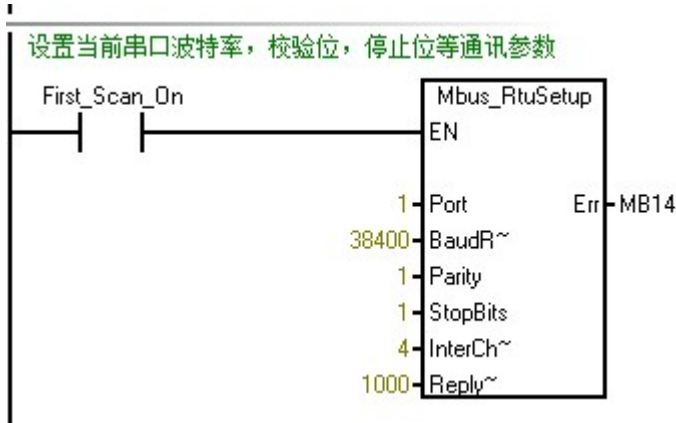 设置当前串口波特率，校验位，停止位等通讯参数
First_Scan_On
Mbus_RtuSetup
EN
1 Port Err MB14
38400 BaudR~
1 Parity
1 StopBits
4 InterCh~
1000 Reply~